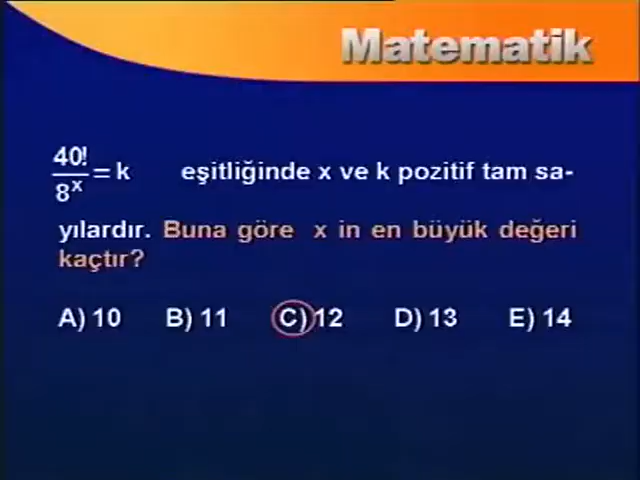 Matematik
40!
8^x = k eşitliğinde x ve k pozitif tam sa-
yılardır. Buna göre x in en büyük değeri
kaçtır?
A) 10 B) 11 C) 12 D) 13 E) 14